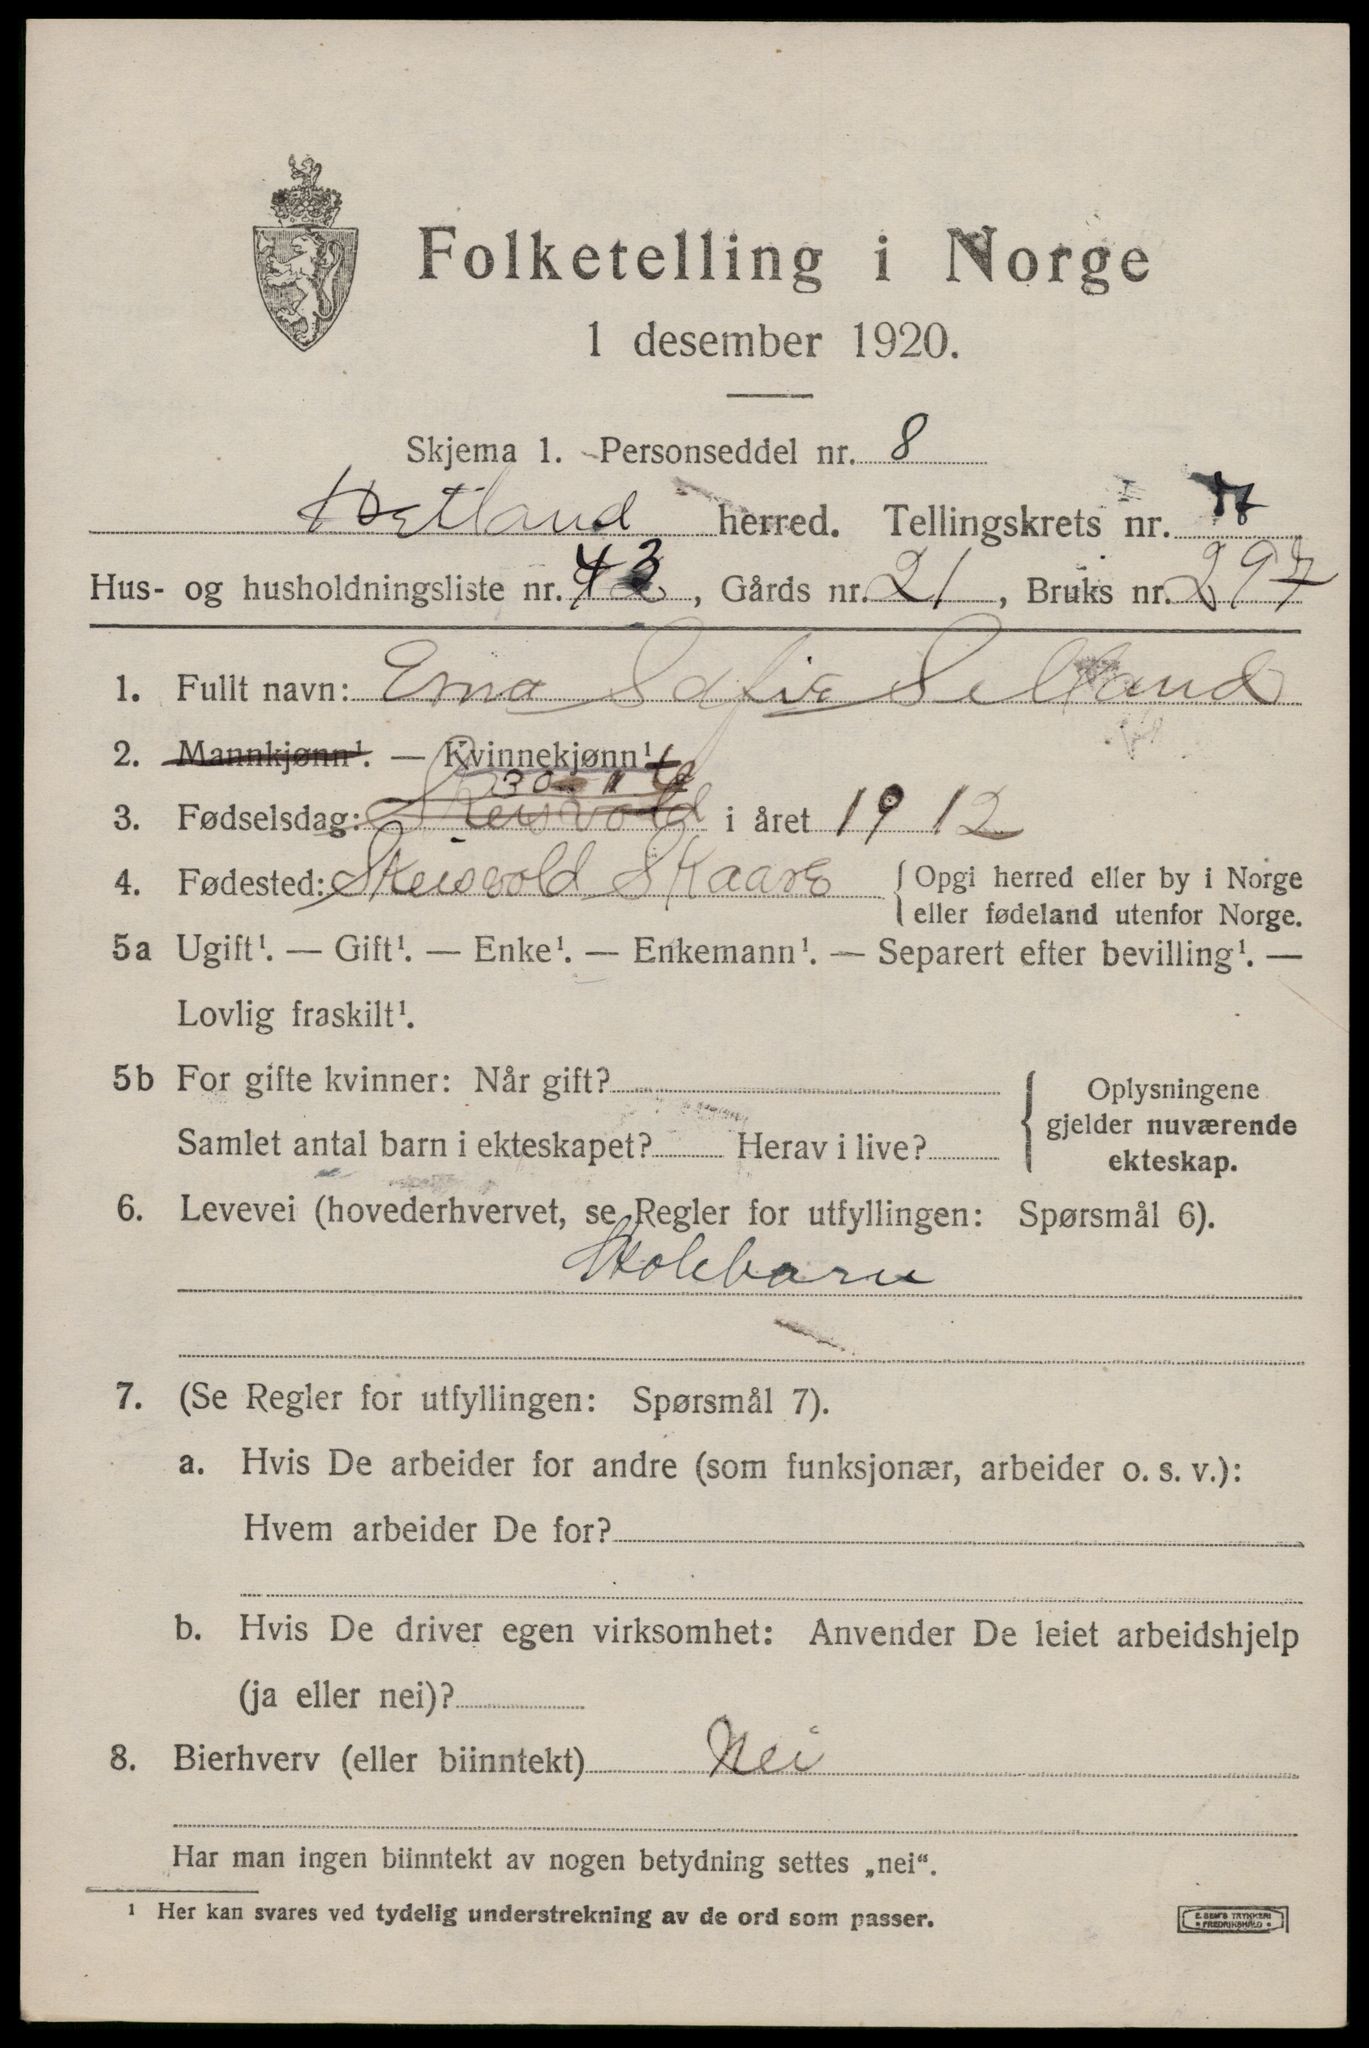 Folketelling i Norge
1 desember 1920.
Skjema 1. Personseddel nr. 8
Hetland herred. Tellingskrets nr.
Hus- og husholdningsliste nr. 43, Gårds nr. 21, Bruks nr. 297
1. Fullt navn: Erna Sofie Selland
2. Mannkjønn¹. — Kvinnekjønn¹.
30 11
3. Fødselsdag: Skeisvold i året 1912
4. Fødested: Skeisvold Skaare { Opgi herred eller by i Norge
eller fødeland utenfor Norge.
5a Ugift¹. — Gift¹. — Enke¹. — Enkemann¹. — Separert efter bevilling¹. —
Lovlig fraskilt¹.
5b For gifte kvinner: Når gift?
Samlet antal barn i ekteskapet? Herav i live?
{ Oplysningene
gjelder nuværende
ekteskap.
6. Levevei (hovederhvervet, se Regler for utfyllingen: Spørsmål 6).
Skolebarn
7. (Se Regler for utfyllingen: Spørsmål 7).
a. Hvis De arbeider for andre (som funksjonær, arbeider o. s. v.):
Hvem arbeider De for?
b. Hvis De driver egen virksomhet: Anvender De leiet arbeidshjelp
(ja eller nei)?
8. Bierhverv (eller biinntekt) Nei
Har man ingen biinntekt av nogen betydning settes „nei“.
¹ Her kan svares ved tydelig understrekning av de ord som passer.
E. SEM'S TRYKKERI
• FREDRIKSHALD •